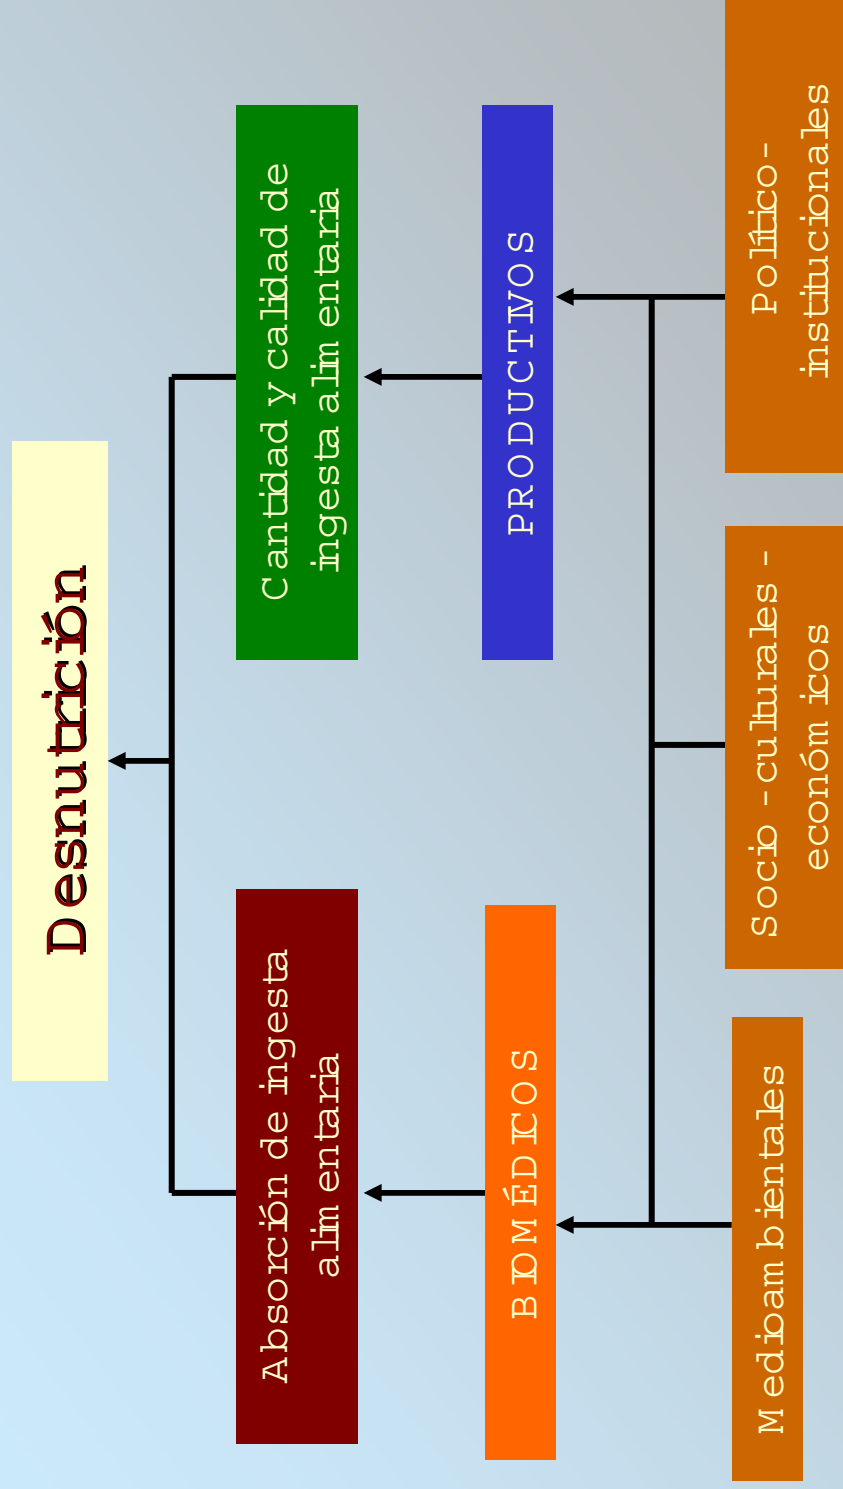 Desnutrición
Absorción de ingesta
alimentaria
Cantidad y calidad de
ingesta alimentaria
BIOMÉDICOS
PRODUCTIVOS
Medioambientales
Socio -culturales -
económicos
Político-
institucionales